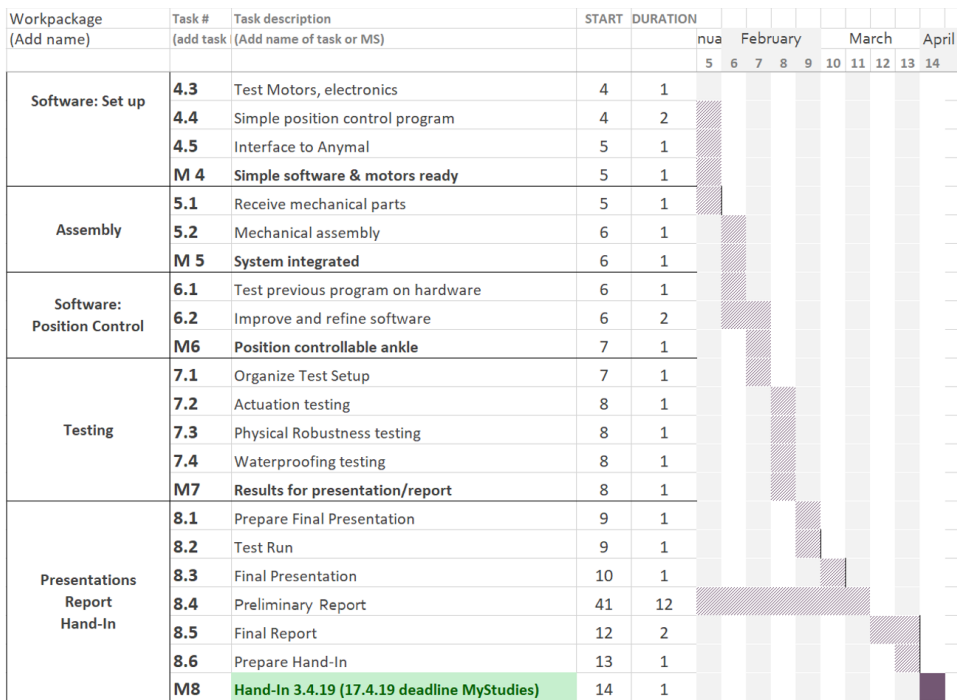 Workpackage Task # Task description START DURATION
(Add name) (add task (Add name of task or MS) nua February March April
5 6 7 8 9 10 11 12 13 14
Software: Set up
4.3 Test Motors, electronics 4 1
4.4 Simple position control program 4 2
4.5 Interface to Anymal 5 1
M 4 Simple software & motors ready 5 1
Assembly
5.1 Receive mechanical parts 5 1
5.2 Mechanical assembly 6 1
M 5 System integrated 6 1
Software:
Position Control
6.1 Test previous program on hardware 6 1
6.2 Improve and refine software 6 2
M6 Position controllable ankle 7 1
Testing
7.1 Organize Test Setup 7 1
7.2 Actuation testing 8 1
7.3 Physical Robustness testing 8 1
7.4 Waterproofing testing 8 1
M7 Results for presentation/report 8 1
Presentations
Report
Hand-In
8.1 Prepare Final Presentation 9 1
8.2 Test Run 9 1
8.3 Final Presentation 10 1
8.4 Preliminary Report 41 12
8.5 Final Report 12 2
8.6 Prepare Hand-In 13 1
M8 Hand-In 3.4.19 (17.4.19 deadline MyStudies) 14 1